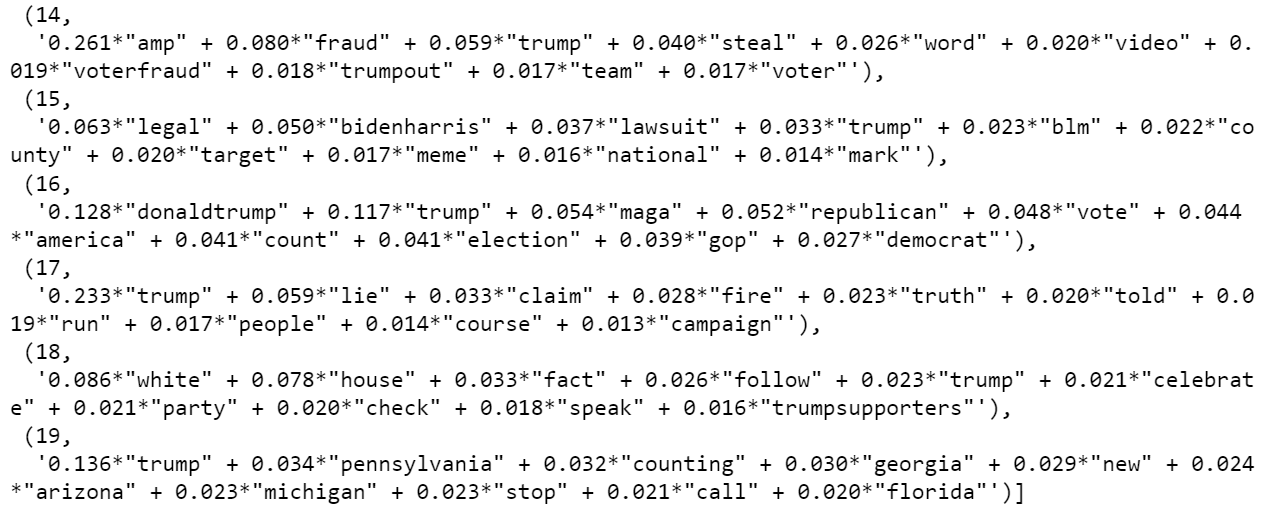 (14,
'0.261*"amp" + 0.080*"fraud" + 0.059*"trump" + 0.040*"steal" + 0.026*"word" + 0.020*"video" + 0.
019*"voterfraud" + 0.018*"trumpout" + 0.017*"team" + 0.017*"voter"'),
(15,
'0.063*"legal" + 0.050*"bidenharris" + 0.037*"lawsuit" + 0.033*"trump" + 0.023*"blm" + 0.022*"co
unty" + 0.020*"target" + 0.017*"meme" + 0.016*"national" + 0.014*"mark"'),
(16,
'0.128*"donaldtrump" + 0.117*"trump" + 0.054*"maga" + 0.052*"republican" + 0.048*"vote" + 0.044
*"america" + 0.041*"count" + 0.041*"election" + 0.039*"gop" + 0.027*"democrat"'),
(17,
'0.233*"trump" + 0.059*"lie" + 0.033*"claim" + 0.028*"fire" + 0.023*"truth" + 0.020*"told" + 0.0
19*"run" + 0.017*"people" + 0.014*"course" + 0.013*"campaign"'),
(18,
'0.086*"white" + 0.078*"house" + 0.033*"fact" + 0.026*"follow" + 0.023*"trump" + 0.021*"celebrat
e" + 0.021*"party" + 0.020*"check" + 0.018*"speak" + 0.016*"trumpsupporters"'),
(19,
'0.136*"trump" + 0.034*"pennsylvania" + 0.032*"counting" + 0.030*"georgia" + 0.029*"new" + 0.024
*"arizona" + 0.023*"michigan" + 0.023*"stop" + 0.021*"call" + 0.020*"florida"')]